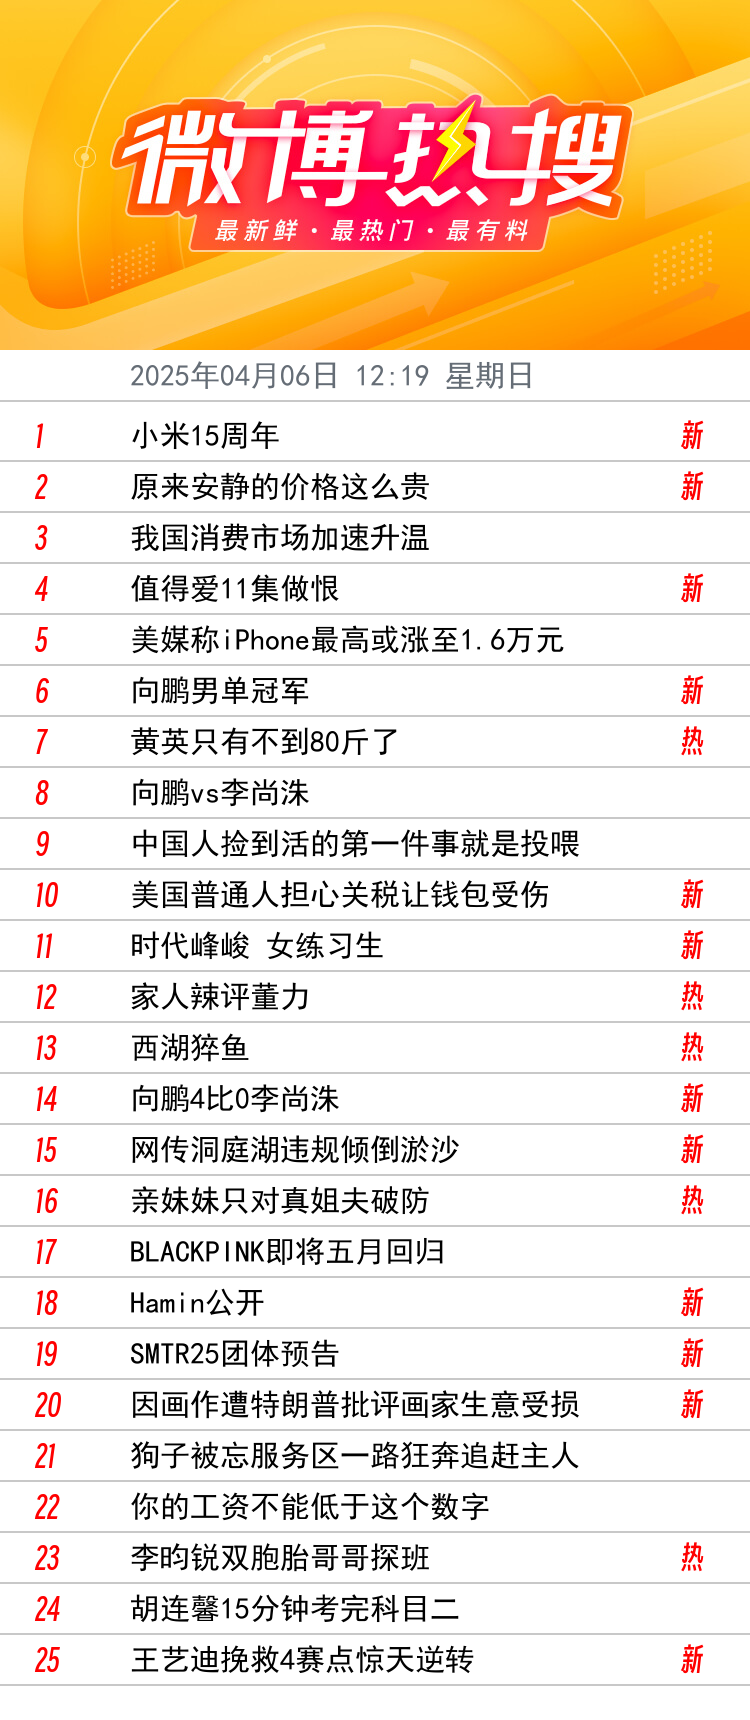 微博热搜
最新鲜·最热门·最有料
2025年04月06日 12:19 星期日
1 小米15周年 新
2 原来安静的价格这么贵 新
3 我国消费市场加速升温
4 值得爱11集做恨 新
5 美媒称iPhone最高或涨至1.6万元
6 向鹏男单冠军 新
7 黄英只有不到80斤了 热
8 向鹏vs李尚洙
9 中国人捡到活的第一件事就是投喂
10 美国普通人担心关税让钱包受伤 新
11 时代峰峻 女练习生 新
12 家人辣评董力 热
13 西湖猝鱼 热
14 向鹏4比0李尚洙 新
15 网传洞庭湖违规倾倒淤沙 新
16 亲妹妹只对真姐夫破防 热
17 BLACKPINK即将五月回归
18 Hamin公开 新
19 SMTR25团体预告 新
20 因画作遭特朗普批评画家生意受损 新
21 狗子被忘服务区一路狂奔追赶主人
22 你的工资不能低于这个数字
23 李昀锐双胞胎哥哥探班 热
24 胡连馨15分钟考完科目二
25 王艺迪挽救4赛点惊天逆转 新